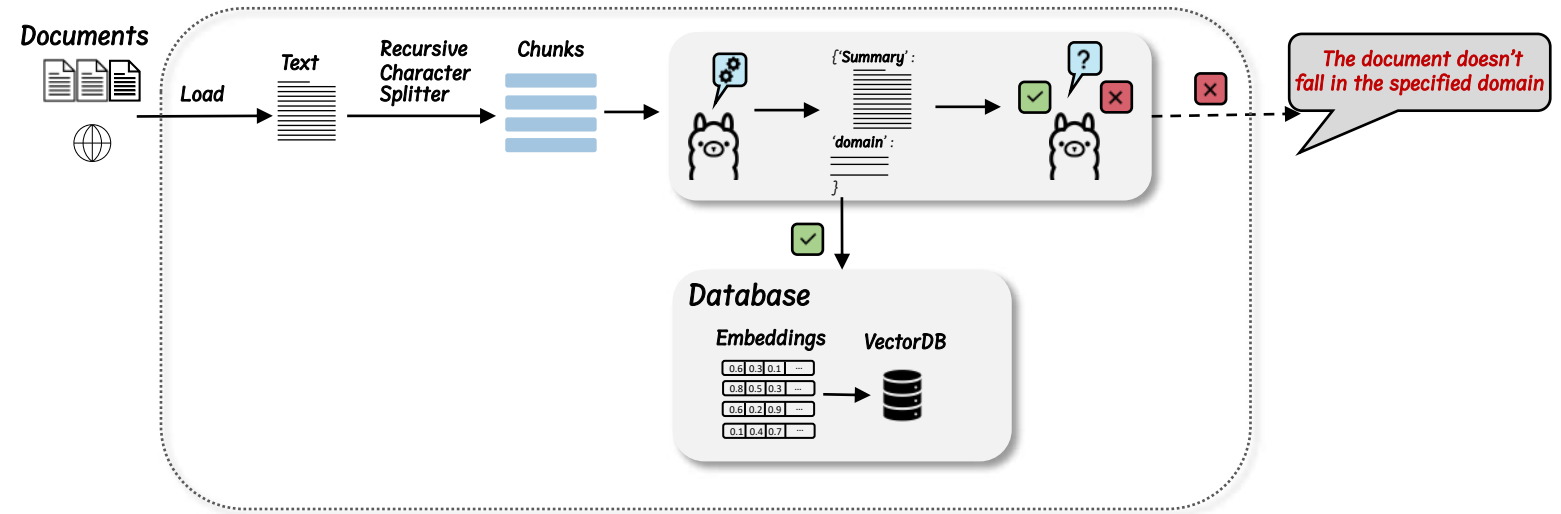 Documents
Load
Text
Recursive
Character
Splitter
Chunks
{‘Summary’ :
‘domain’ :
}
?
The document doesn’t
fall in the specified domain
Database
Embeddings
VectorDB
0.6 0.3 0.1 ...
0.8 0.5 0.3 ...
0.6 0.2 0.9 ...
0.1 0.4 0.7 ...